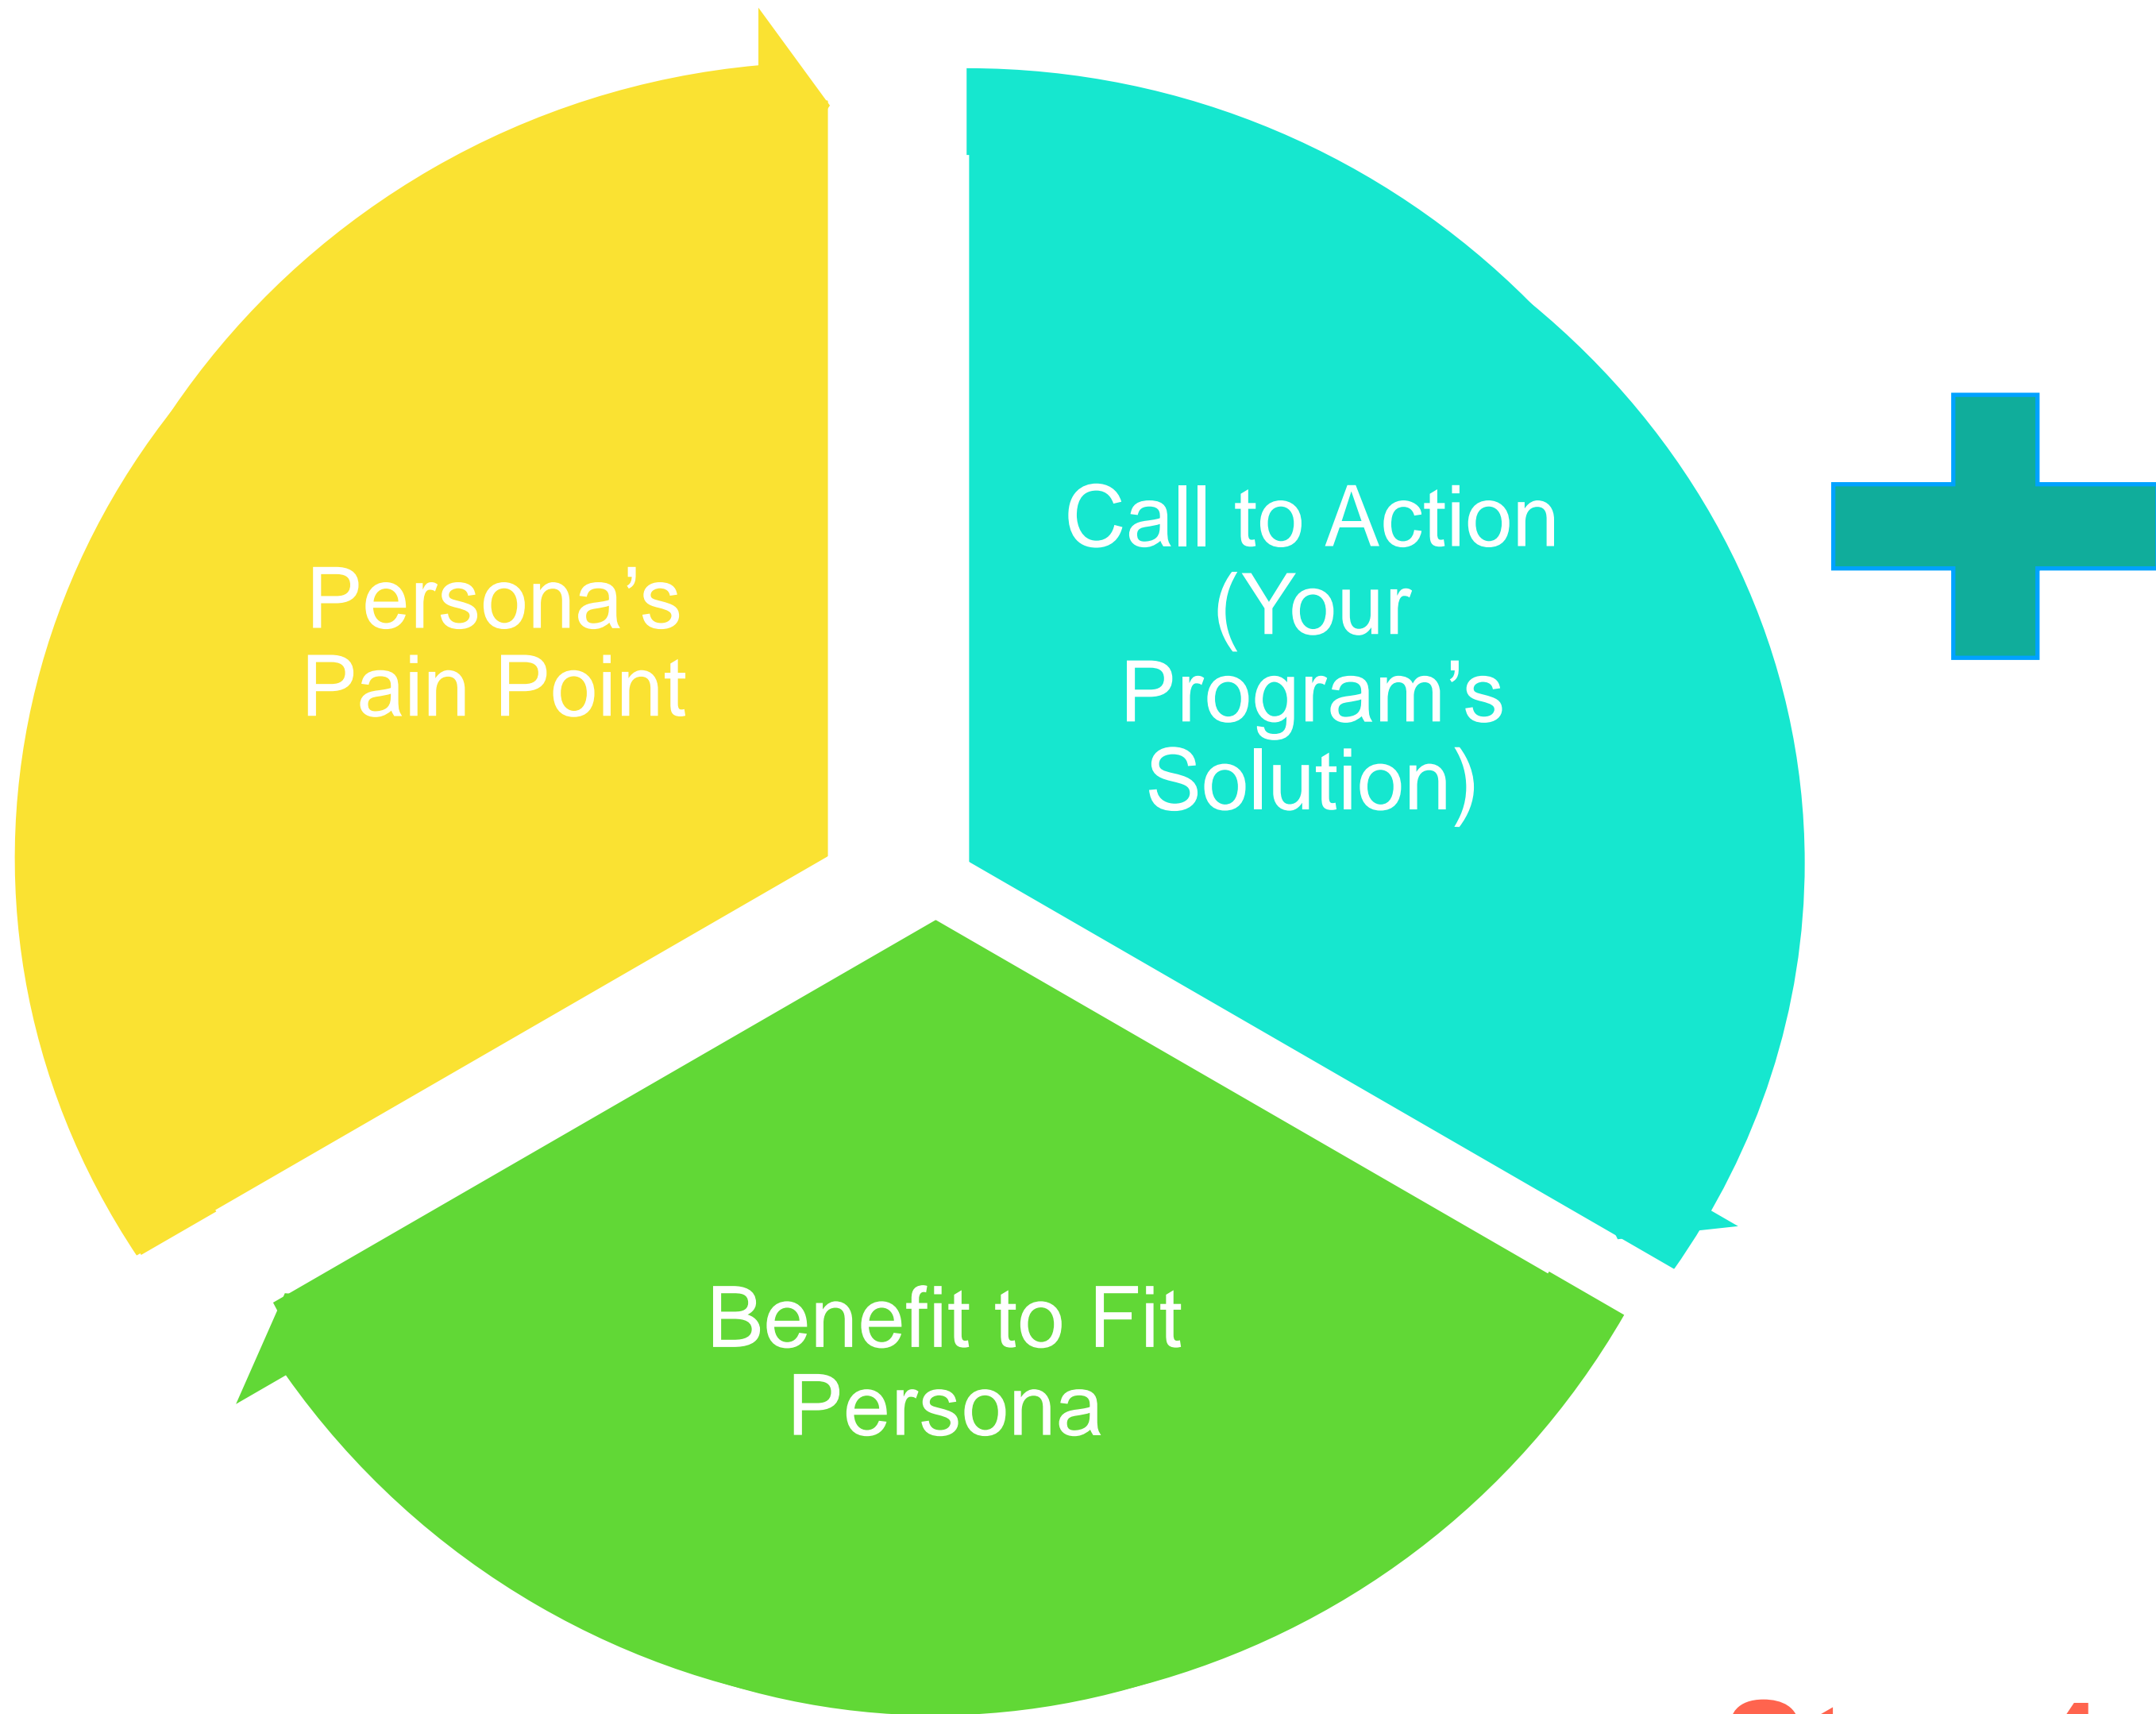 Persona’s
Pain Point
Call to Action
(Your
Program’s
Solution)
Benefit to Fit
Persona